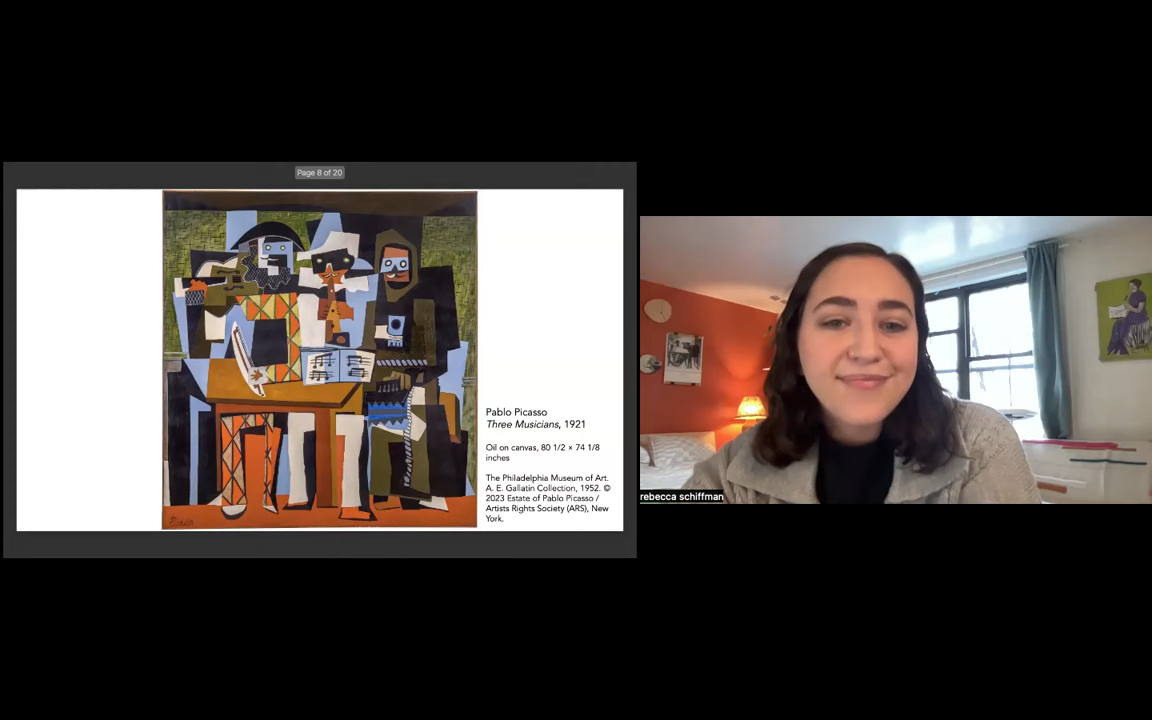 Page 8 of 20
Pablo Picasso
Three Musicians, 1921
Oil on canvas, 80 1/2 × 74 1/8
inches
The Philadelphia Museum of Art.
A. E. Gallatin Collection, 1952. ©
2023 Estate of Pablo Picasso /
Artists Rights Society (ARS), New
York.
Picasso
rebecca schiffman